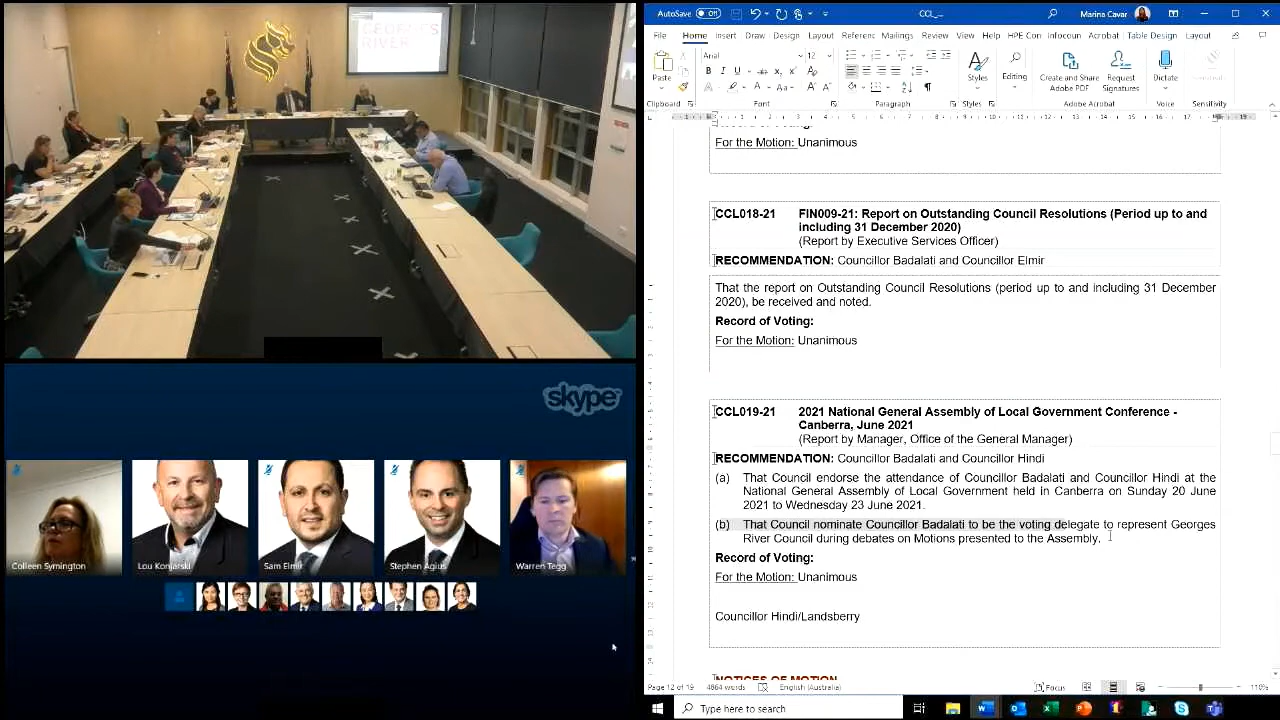 GEORGES
RIVER
skype
Colleen Symington
Lou Konjarski
Sam Elmir
Stephen Agius
Warren Tegg
AutoSave Off
CCL_...
Marina Cavar
File Home Insert Draw Design Layout Referenc Mailings Review View Help HPE Con Infocoun Acrobat Table Design Layout
Arial
12
Paste
Styles
Editing
Create and Share
Adobe PDF
Request
Signatures
Dictate
Sensitivity
Clipboard Font Paragraph Styles Adobe Acrobat Voice Sensitivity
For the Motion: Unanimous
CCL018-21 FIN009-21: Report on Outstanding Council Resolutions (Period up to and
including 31 December 2020)
(Report by Executive Services Officer)
RECOMMENDATION: Councillor Badalati and Councillor Elmir
That the report on Outstanding Council Resolutions (period up to and including 31 December
2020), be received and noted.
Record of Voting:
For the Motion: Unanimous
CCL019-21 2021 National General Assembly of Local Government Conference -
Canberra, June 2021
(Report by Manager, Office of the General Manager)
RECOMMENDATION: Councillor Badalati and Councillor Hindi
(a) That Council endorse the attendance of Councillor Badalati and Councillor Hindi at the
National General Assembly of Local Government held in Canberra on Sunday 20 June
2021 to Wednesday 23 June 2021.
(b) That Council nominate Councillor Badalati to be the voting delegate to represent Georges
River Council during debates on Motions presented to the Assembly.
Record of Voting:
For the Motion: Unanimous
Councillor Hindi/Landsberry
NOTICES OF MOTION
Page 12 of 19 4864 words English (Australia) Focus 110%
Type here to search